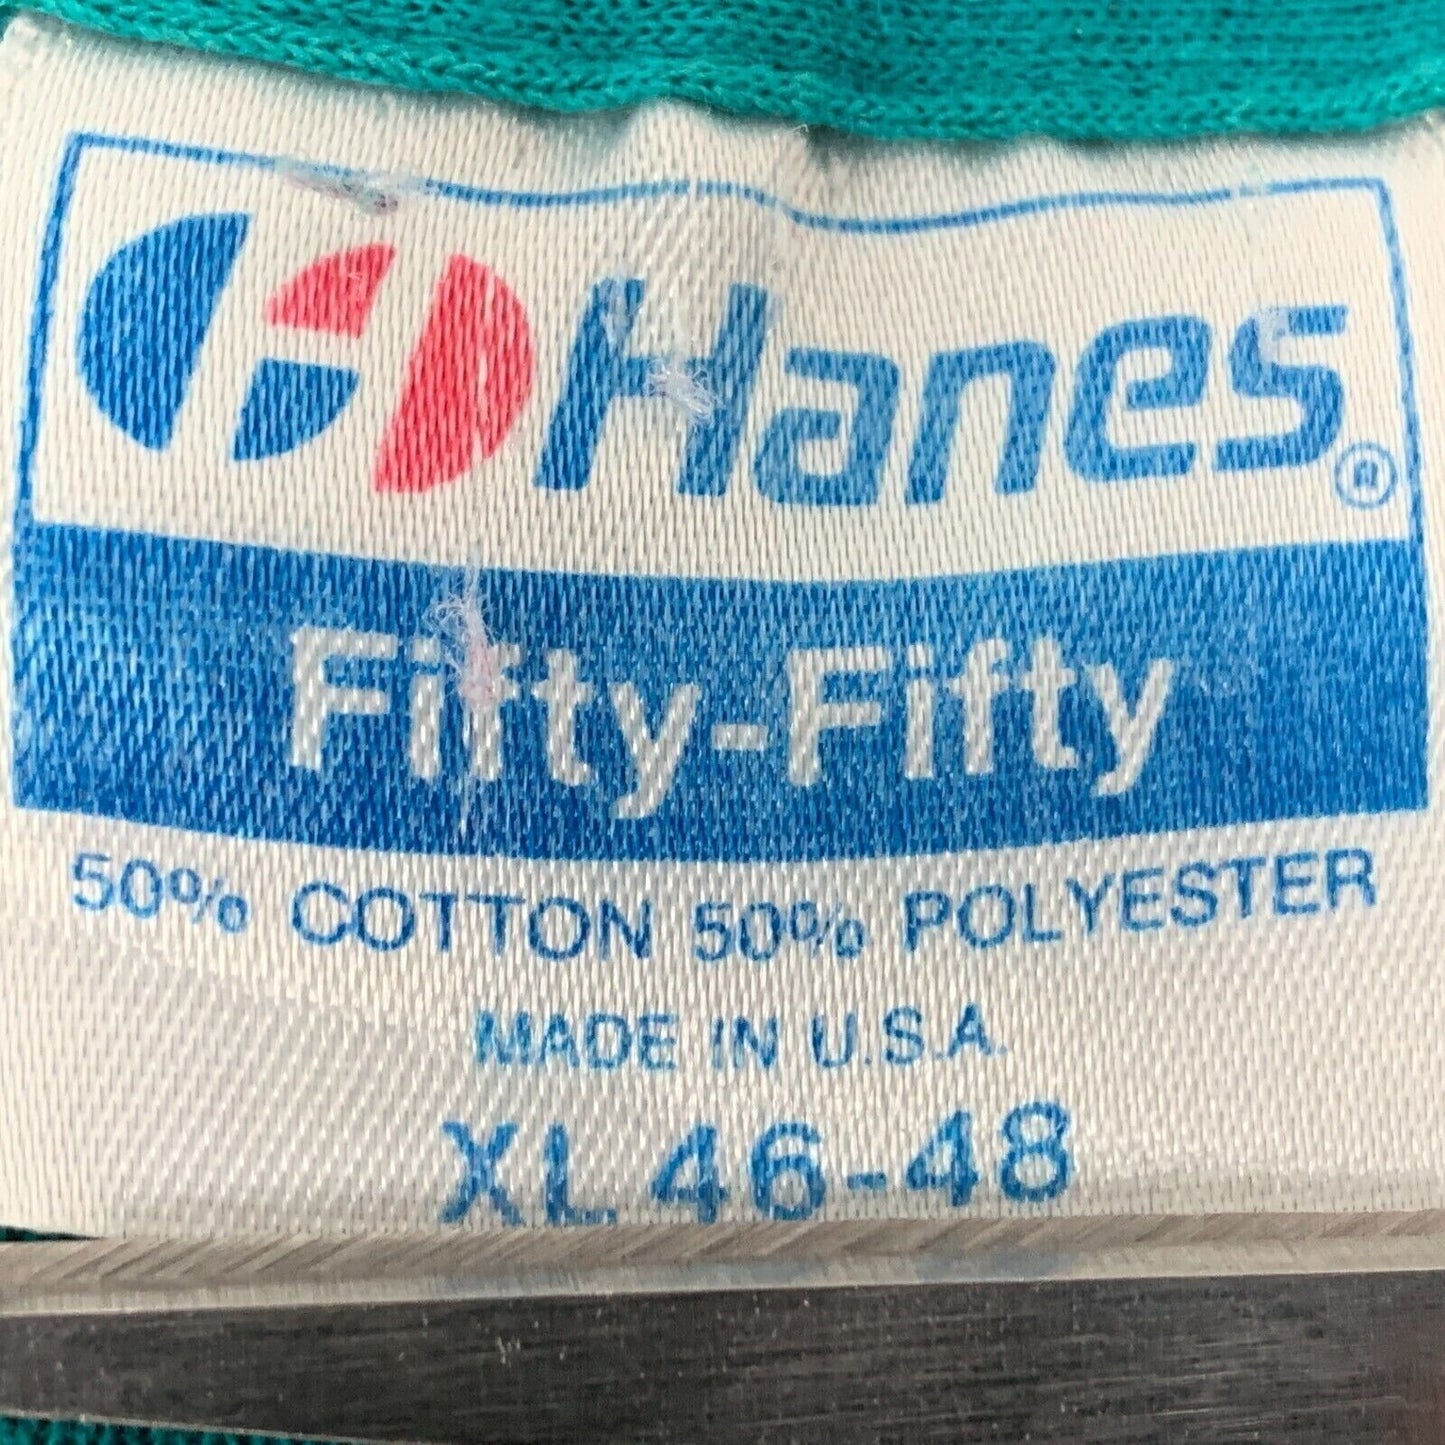 Hanes®
Fifty-Fifty
50% COTTON 50% POLYESTER
MADE IN U.S.A.
XL 46-48